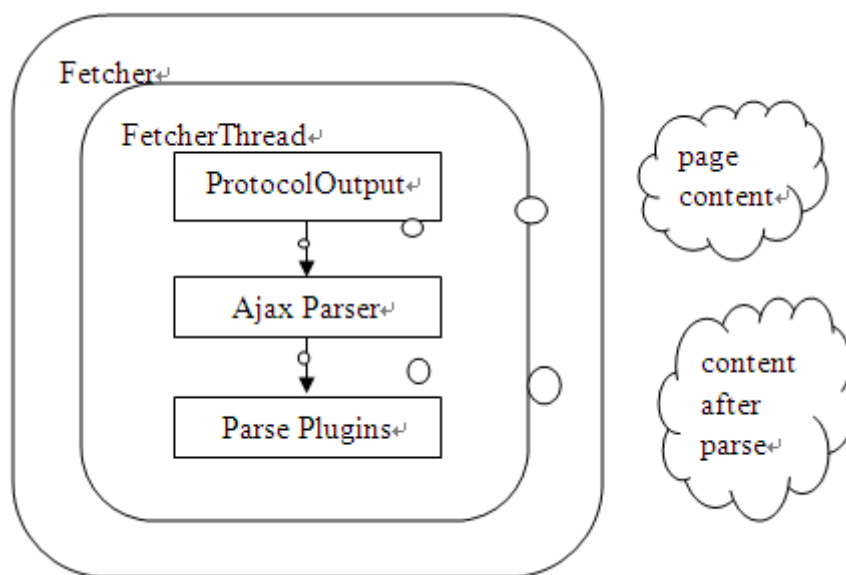 Fetcher
FetcherThread
ProtocolOutput
Ajax Parser
Parse Plugins
page
content
content
after
parse